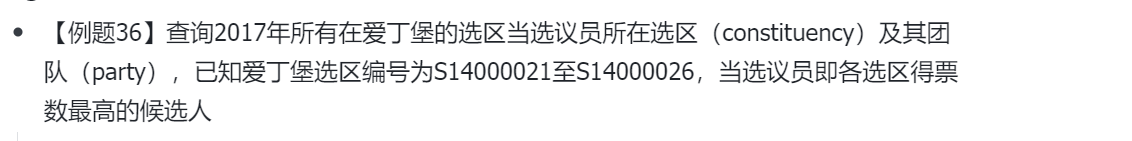 • 【例题36】查询2017年所有在爱丁堡的选区当选议员所在选区（constituency）及其团
队（party），已知爱丁堡选区编号为S14000021至S14000026，当选议员即各选区得票
数最高的候选人